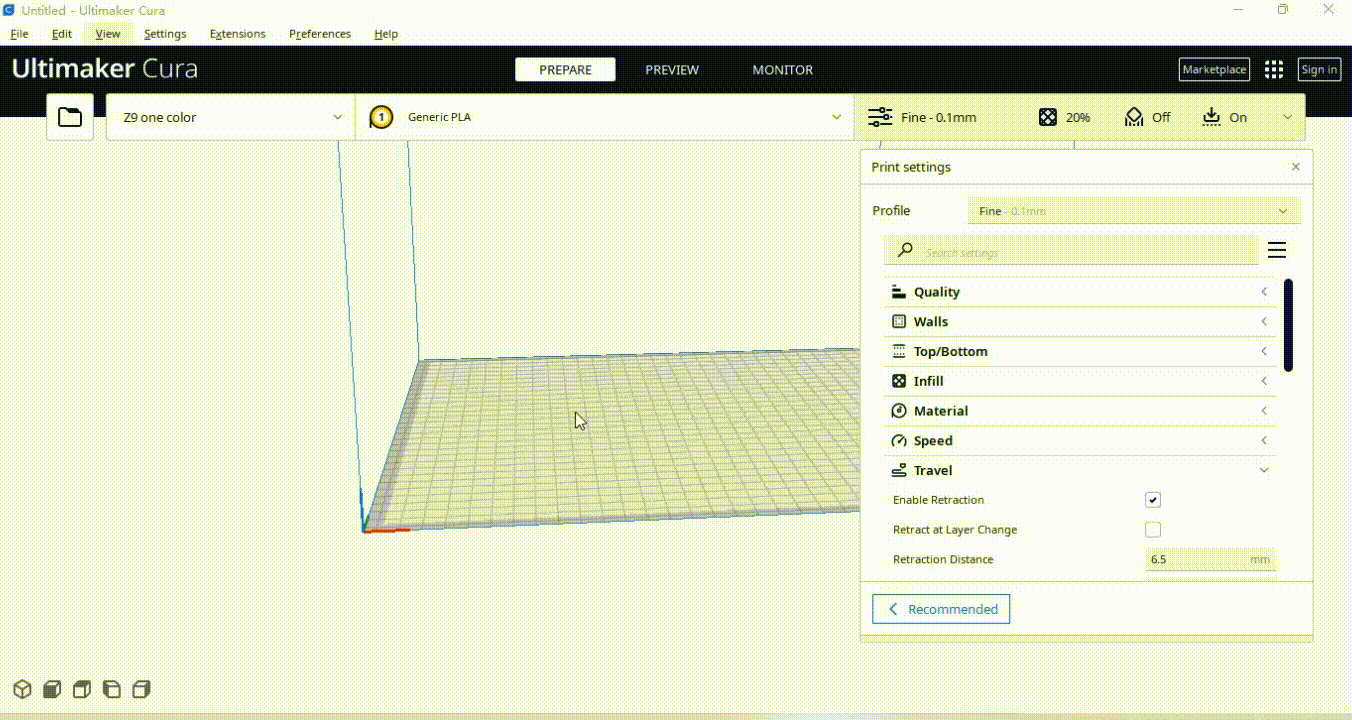 Untitled - Ultimaker Cura
File Edit View Settings Extensions Preferences Help
Ultimaker Cura PREPARE PREVIEW MONITOR Marketplace Sign in
Z9 one color 1 Generic PLA Fine - 0.1mm 20% Off On
Print settings
Profile Fine - 0.1mm
Search settings
Quality
Walls
Top/Bottom
Infill
Material
Speed
Travel
Enable Retraction
Retract at Layer Change
Retraction Distance 6.5 mm
Recommended